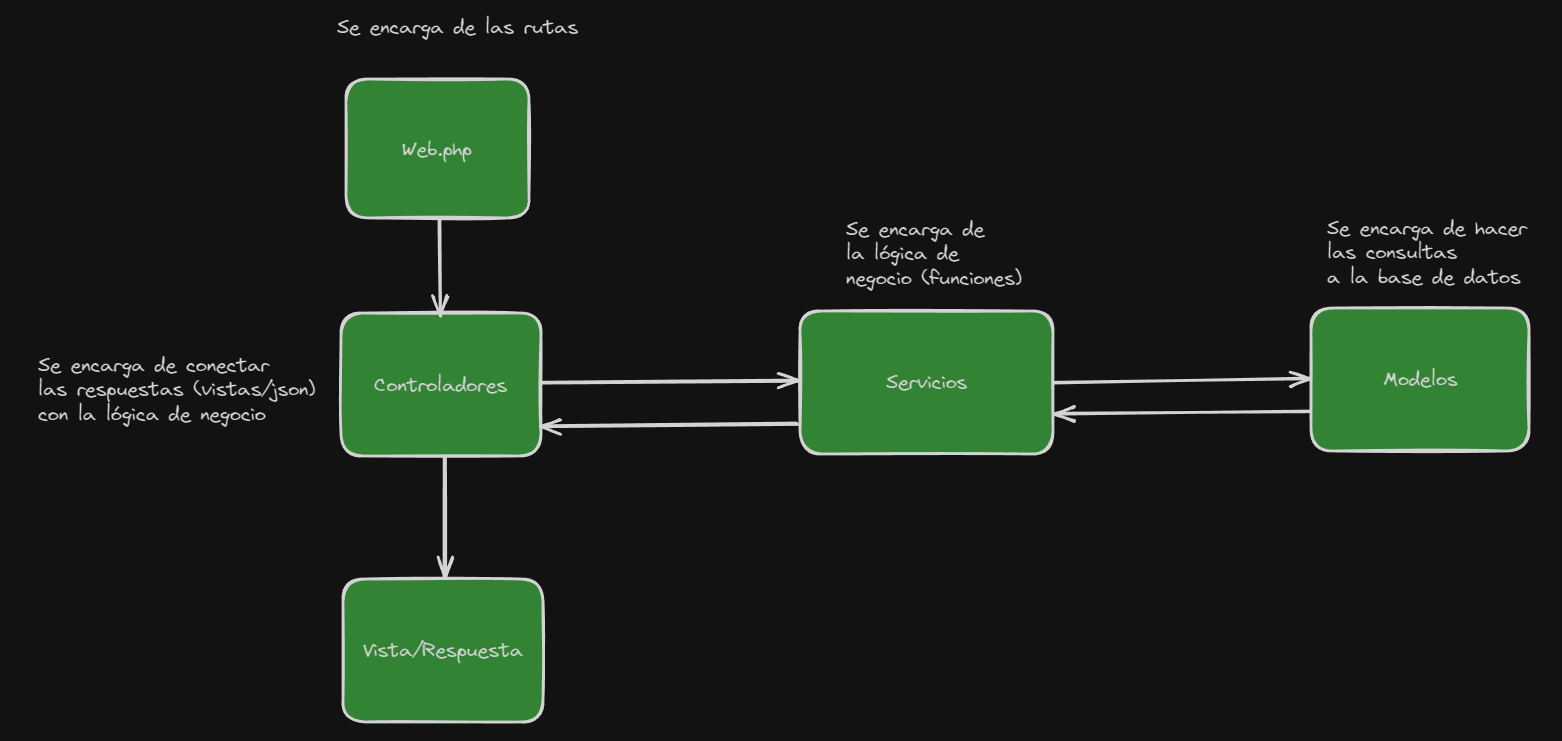 Se encarga de las rutas
Web.php
Se encarga de
la lógica de
negocio (funciones)
Se encarga de hacer
las consultas
a la base de datos
Se encarga de conectar
las respuestas (vistas/json)
con la lógica de negocio
Controladores
Servicios
Modelos
Vista/Respuesta